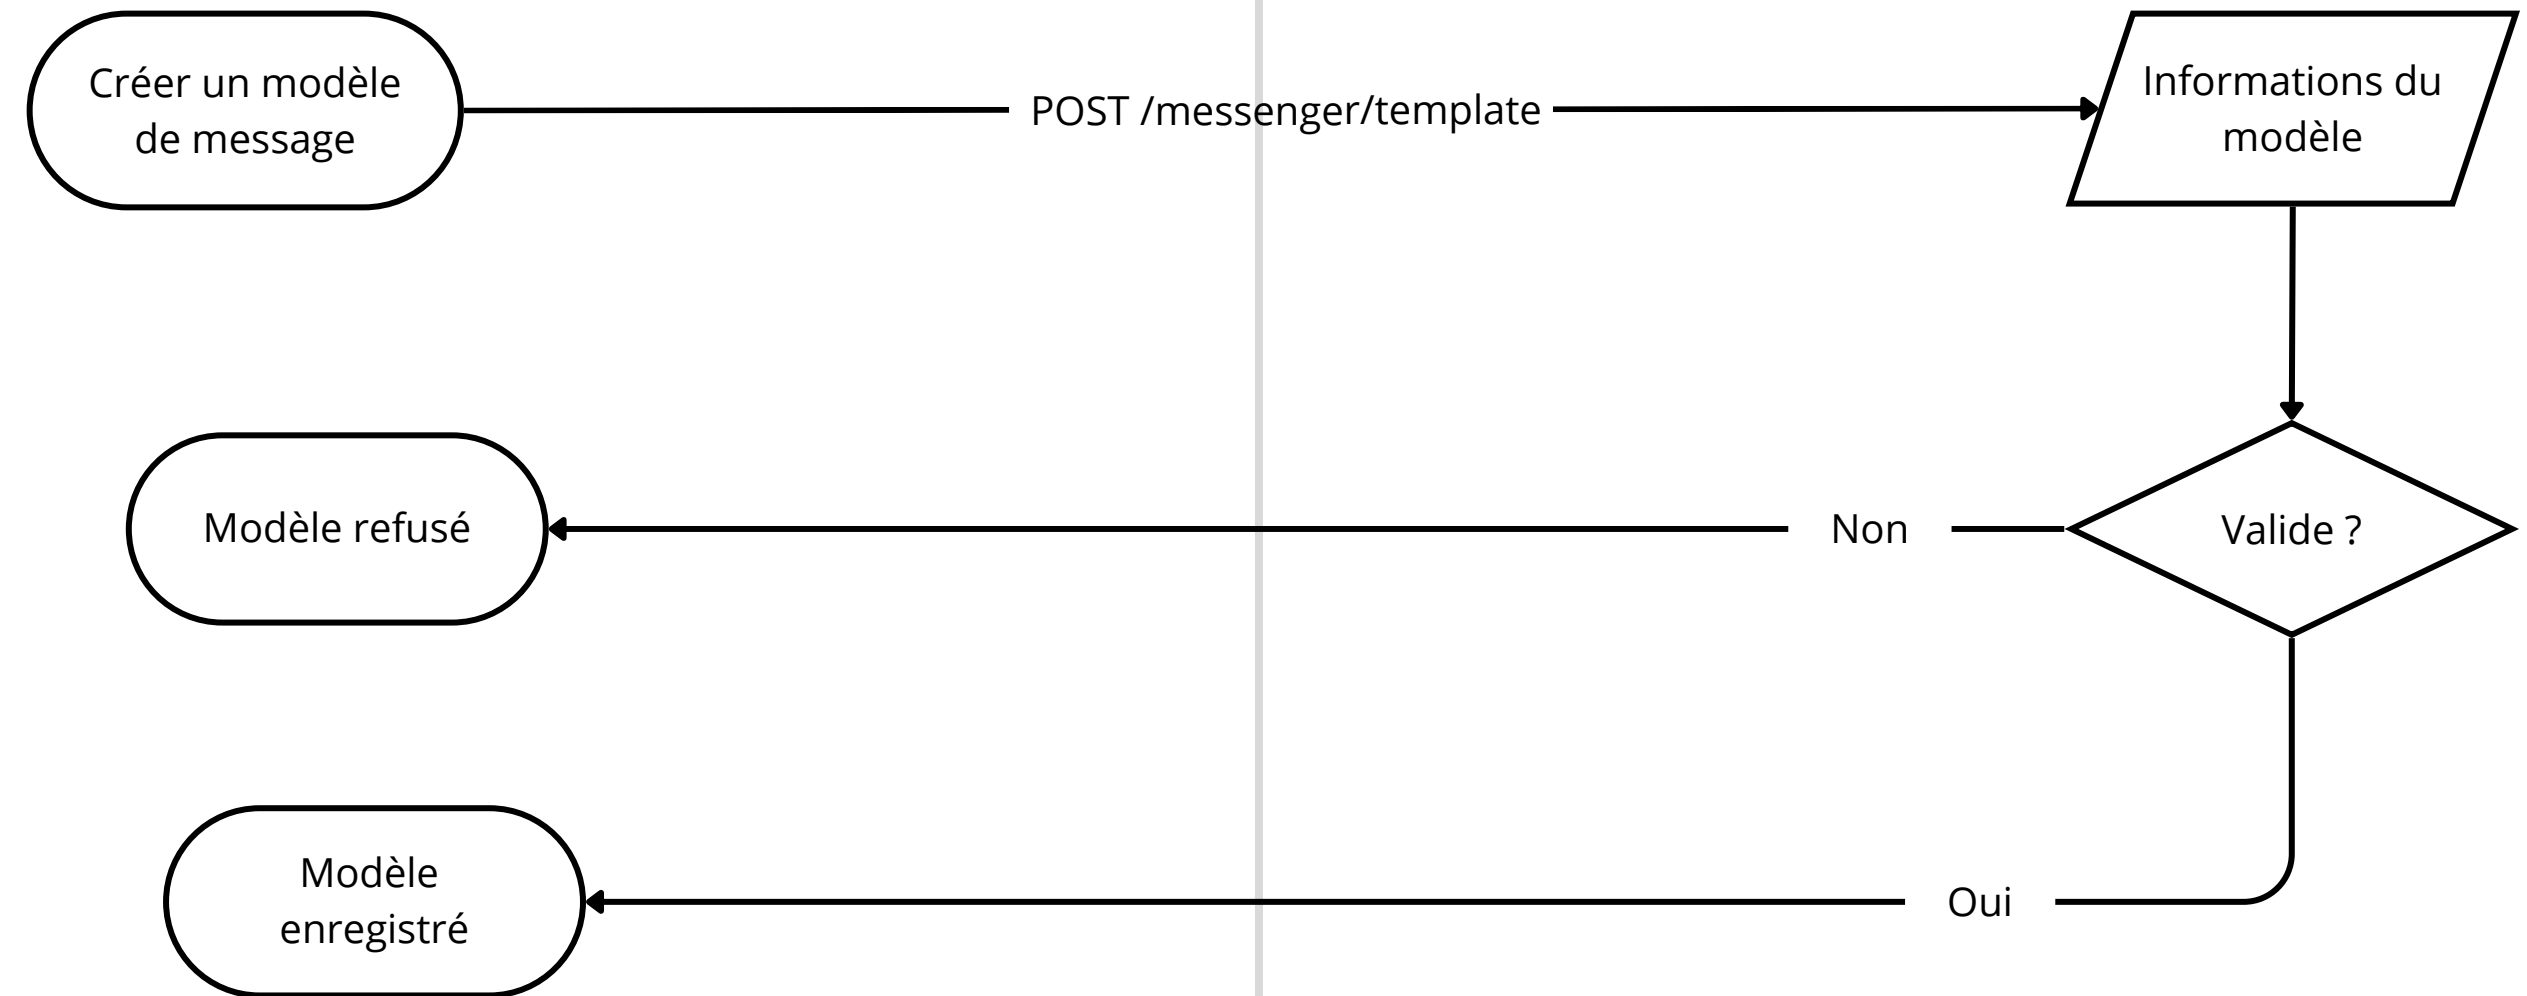 Créer un modèle
de message
POST /messenger/template
Informations du
modèle
Modèle refusé
Non
Valide ?
Modèle
enregistré
Oui